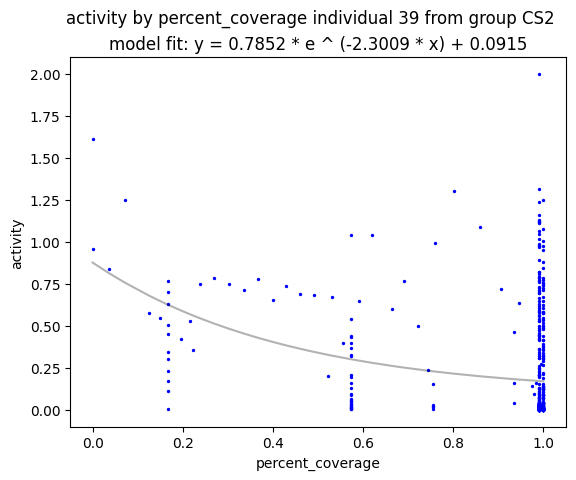 activity by percent_coverage individual 39 from group CS2
model fit: y = 0.7852 * e ^ (-2.3009 * x) + 0.0915
2.00
1.75
1.50
1.25
1.00
0.75
0.50
0.25
0.00
activity
0.0 0.2 0.4 0.6 0.8 1.0
percent_coverage